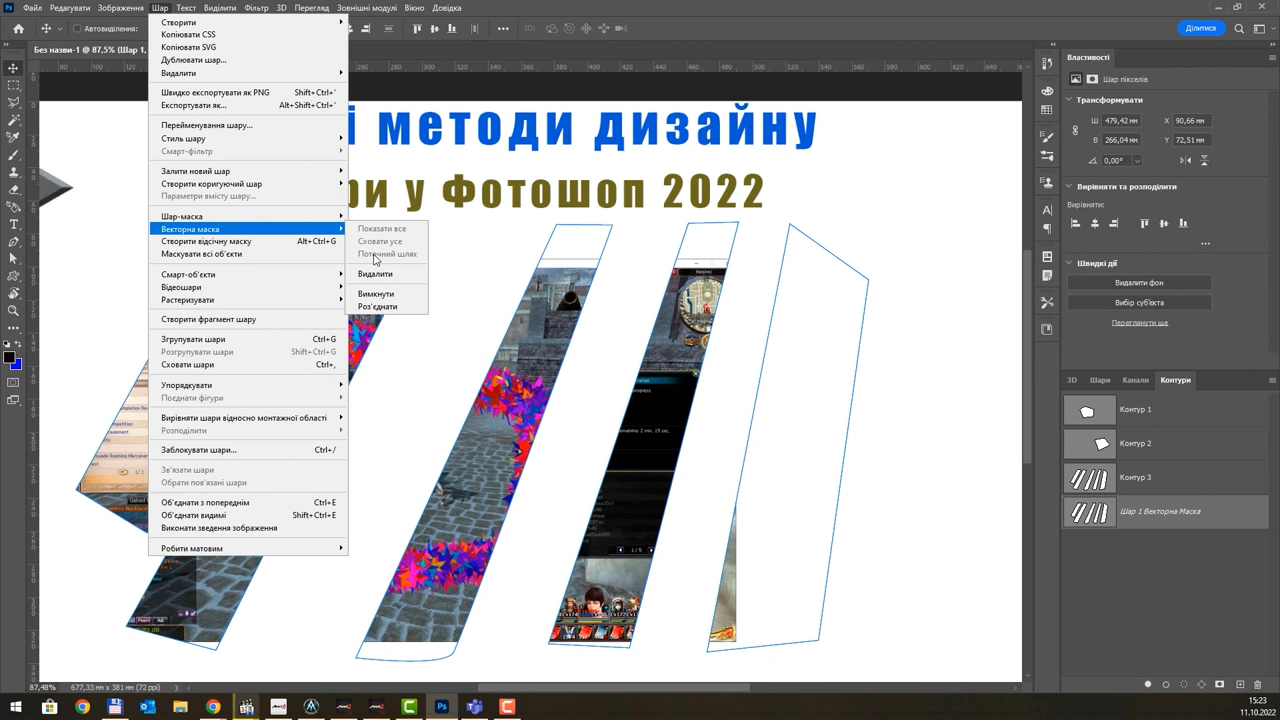 Файл Редагування Зображення Шар Текст Виділити Фільтр 3D Перегляд Зовнішні модулі Вікно Довідка
Автовиділення:
Ділитися
Без назви-1 @ 87,5% (Шар 1,
Створити
Копіювати CSS
Копіювати SVG
Дублювати шар...
Видалити
Швидко експортувати як PNG Shift+Ctrl+'
Експортувати як... Alt+Shift+Ctrl+'
Перейменування шару...
Стиль шару
Смарт-фільтр
Залити новий шар
Створити коригуючий шар
Параметри вмісту шару...
Шар-маска
Векторна маска
Створити відсічну маску Alt+Ctrl+G
Маскувати всі об'єкти
Смарт-об'єкти
Відеошари
Растеризувати
Створити фрагмент шару
Згрупувати шари Ctrl+G
Розгрупувати шари Shift+Ctrl+G
Сховати шари Ctrl+,
Упорядкувати
Поєднати фігури
Вирівняти шари відносно монтажної області
Розподілити
Заблокувати шари... Ctrl+/
Зв'язати шари
Обрати пов'язані шари
Об'єднати з попереднім Ctrl+E
Об'єднати видимі Shift+Ctrl+E
Виконати зведення зображення
Робити матовим
Показати все
Сховати усе
Поточний шлях
Видалити
Вимкнути
Роз'єднати
і методи дизайну
ри у Фотошоп 2022
Властивості
Шар пікселів
Трансформувати
Ш 479,42 мм X 90,66 мм
В 266,04 мм Y 72,51 мм
0,00°
Вирівняти та розподілити
Вирівняти:
Швидкі дії
Видалити фон
Вибір суб'єкта
Переглянути ще
3D Шари Канали Контури
Контур 1
Контур 2
Контур 3
Шар 1 Векторна Маска
87,48% 677,33 мм x 381 мм (72 ppi)
15:23
11.10.2022